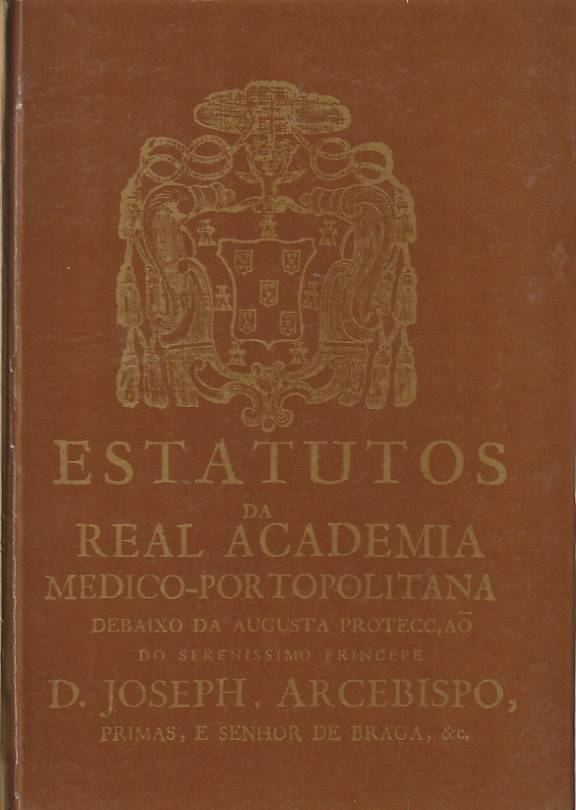 ESTATUTOS
DA
REAL ACADEMIA
MEDICO-PORTOPOLITANA
DEBAIXO DA AUGUSTA PROTECC,AÕ
DO SERENISSIMO PRINCEPE
D. JOSEPH, ARCEBISPO,
PRIMAS, E SENHOR DE BRAGA, &c.